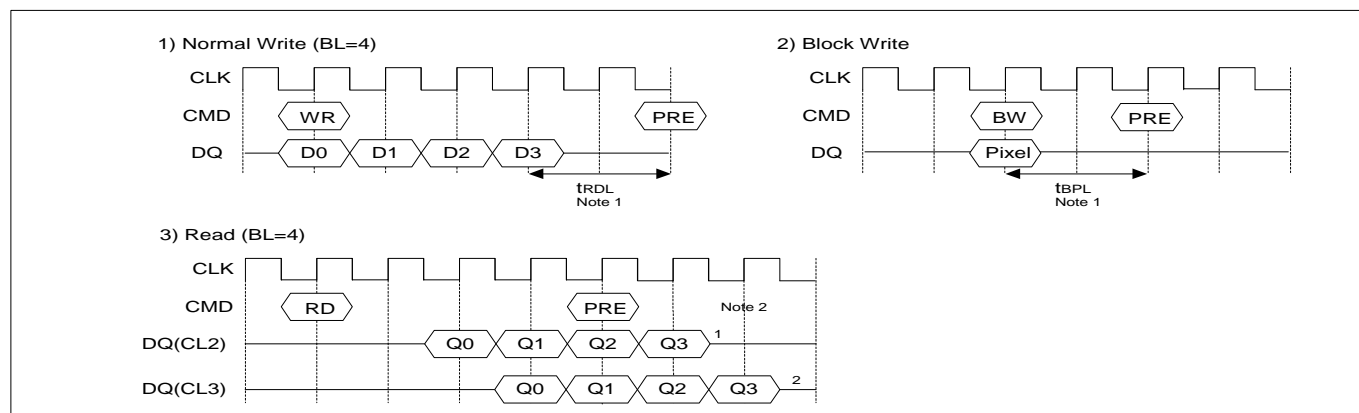 1) Normal Write (BL=4)
CLK
CMD WR PRE
DQ D0 D1 D2 D3
tRDL
Note 1
2) Block Write
CLK
CMD BW PRE
DQ Pixel
tBPL
Note 1
3) Read (BL=4)
CLK
CMD RD PRE Note 2
DQ(CL2) Q0 Q1 Q2 Q3 1
DQ(CL3) Q0 Q1 Q2 Q3 2